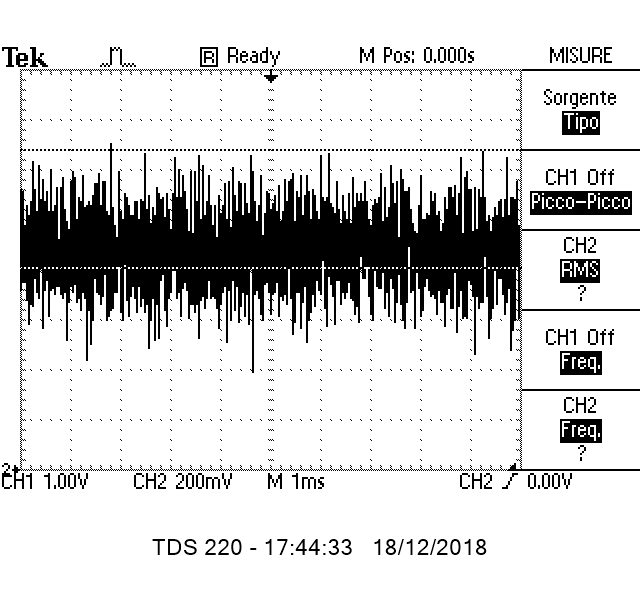 Tek R Ready M Pos: 0.000s MISURE
Sorgente
Tipo
CH1 Off
Picco-Picco
CH2
RMS
?
CH1 Off
Freq.
CH2
Freq.
?
2
CH1 1.00V CH2 200mV M 1ms CH2 0.00V
TDS 220 - 17:44:33 18/12/2018